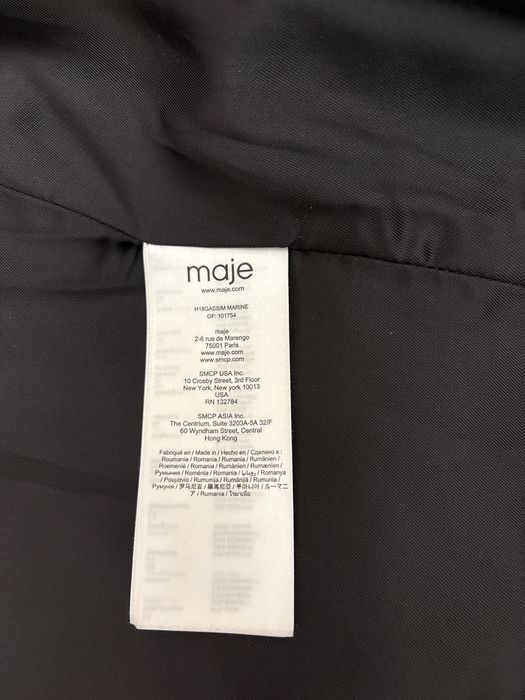 maje
www.maje.com
H18GASSIM MARINE
OF: 101754
maje
2-6 rue de Marengo
75001 Paris
www.maje.com
www.smcp.com
SMCP USA Inc.
10 Crosby Street, 3rd Floor
New York, New york 10013
USA
RN 132784
SMCP ASIA Inc.
The Centrium, Suite 3203A-5A 32/F
60 Wyndham Street, Central
Hong Kong
Fabriqué en / Made in / Hecho en / Сделано в :
Roumanie / Romania / Rumania / Rumänien /
Roemenië / Romania / Rumänien / Rumænien /
Румыния / Romênia / Romania / رومانيا / Romanya
/ Ρουμανία / Rumunija / Rumānijā / Rumunia /
Румунія / 罗马尼亚 / 羅馬尼亞 / 루마니아 / ルーマニ
ア / Rumania / โรมาเนีย